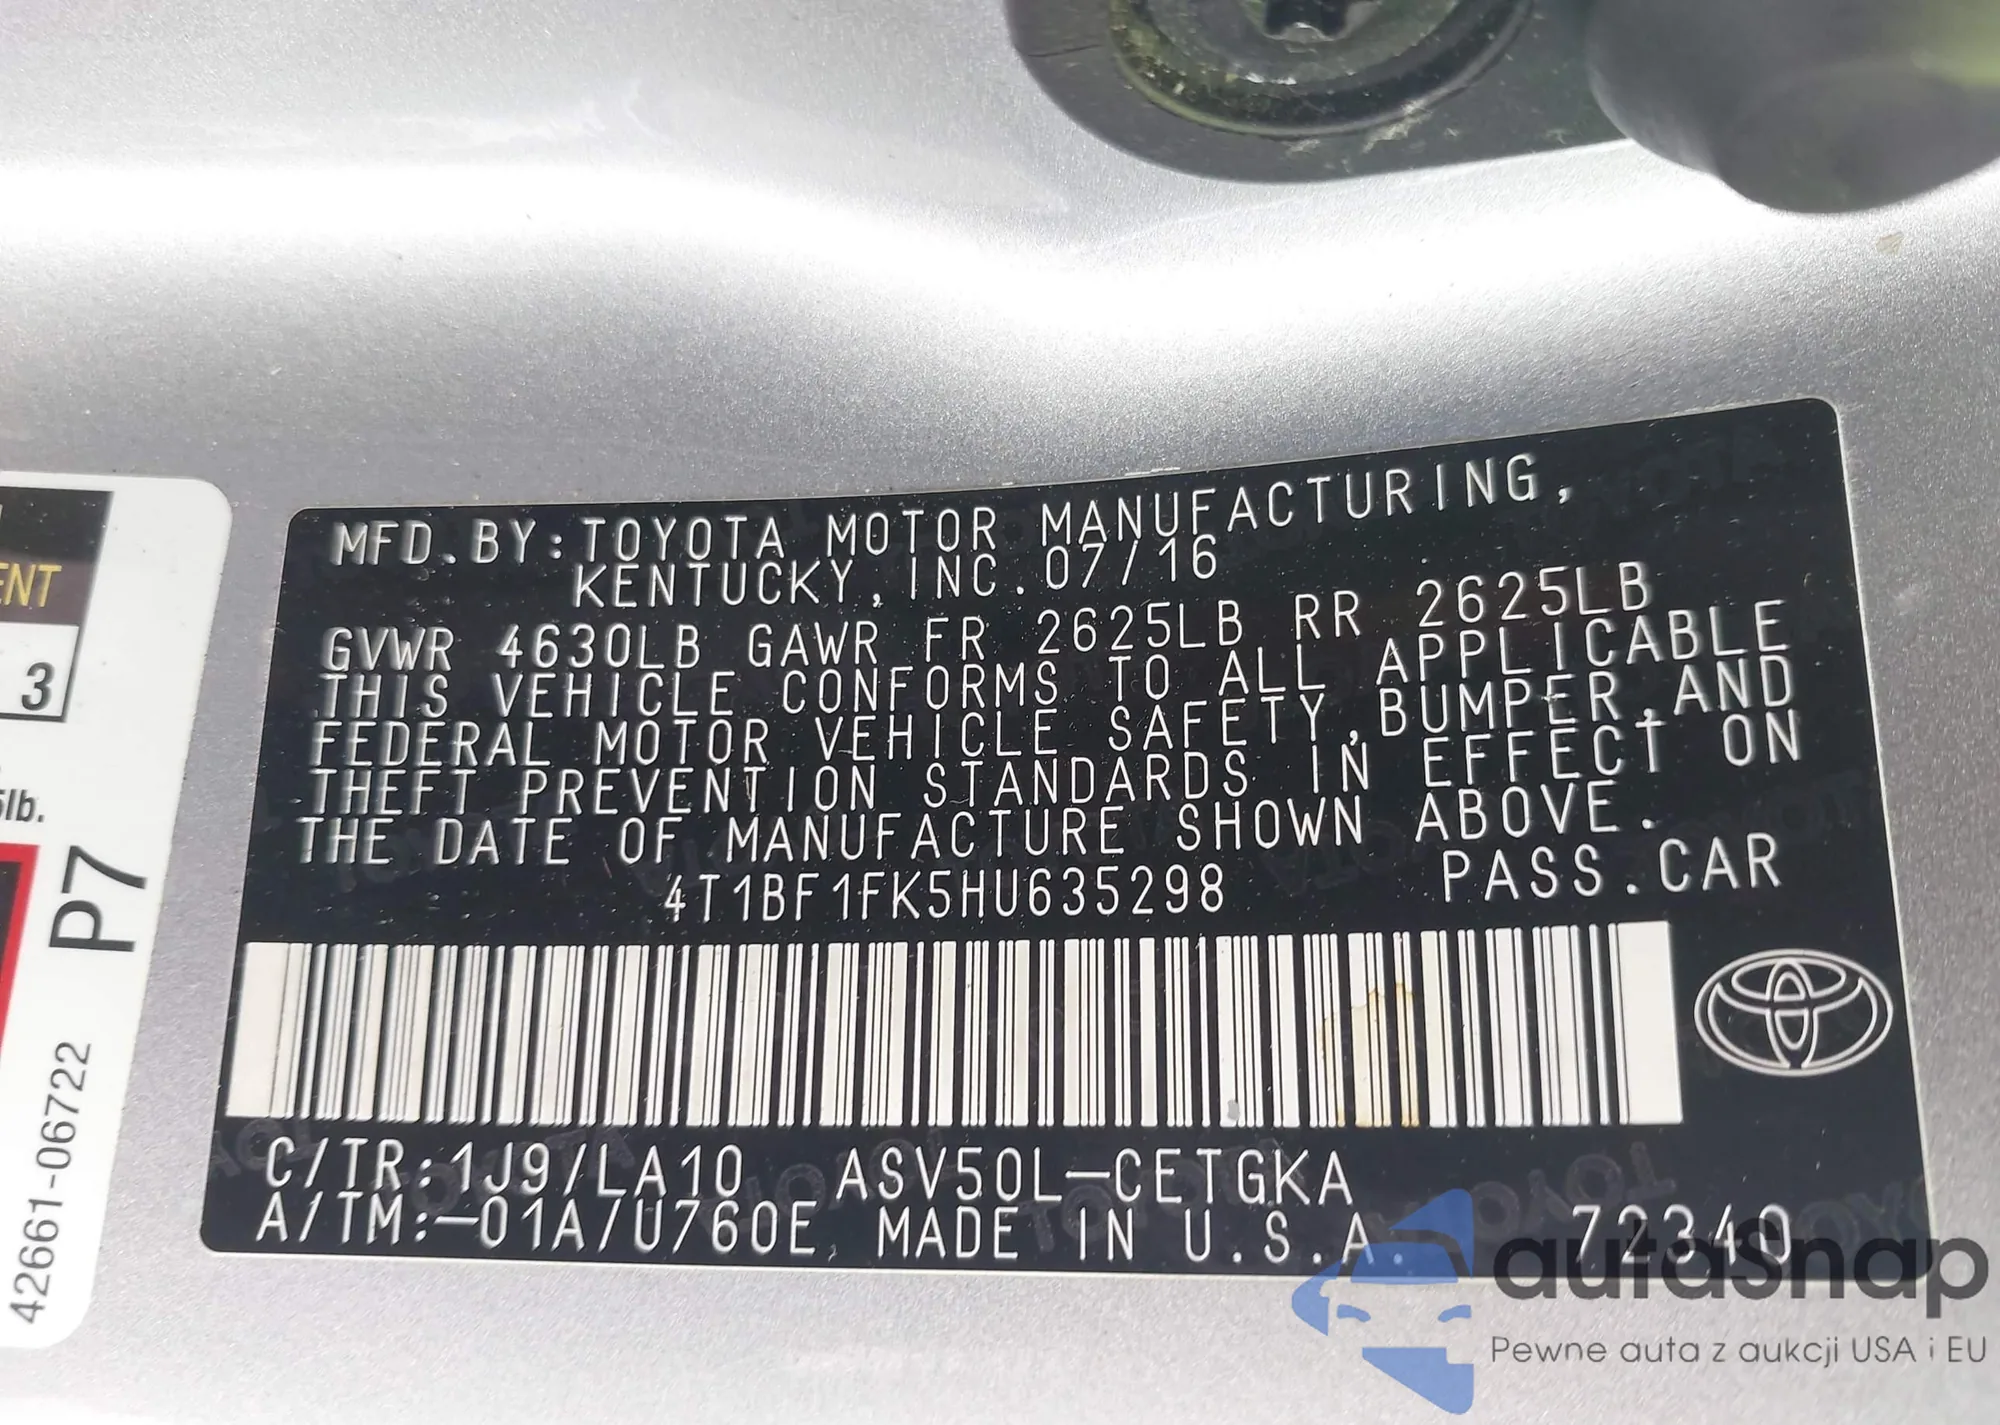 MFD.BY:TOYOTA MOTOR MANUFACTURING,
KENTUCKY, INC. 07/16
GVWR 4630LB GAWR FR 2625LB RR 2625LB
THIS VEHICLE CONFORMS TO ALL APPLICABLE
FEDERAL MOTOR VEHICLE SAFETY,BUMPER,AND
THEFT PREVENTION STANDARDS IN EFFECT ON
THE DATE OF MANUFACTURE SHOWN ABOVE.
4T1BF1FK5HU635298 PASS.CAR
C/TR:1J9/LA10 ASV50L-CETGKA
A/TM:-01A/U760E, MADE IN U.S.A. 72340
3
P7
42661-06722
autaSnap
Pewne auta z aukcji USA i EU